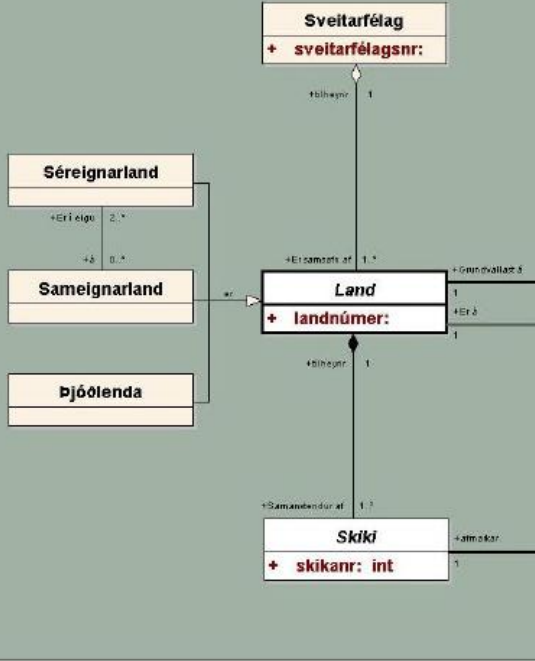 Sveitarfélag
+ sveitarfélagsnr:
+tilheyrir 1
Séreignarland
+Er í eigu 2..*
+á 0..*
Sameignarland
er
+Er samsafn af 1..*
Land
+ landnúmer:
+Grundvallast á
1
+Er á
1
Þjóðlenda
+tilheyrir 1
+Samanstendur af 1..*
Skiki
+ skikanr: int
+afmarkar
1